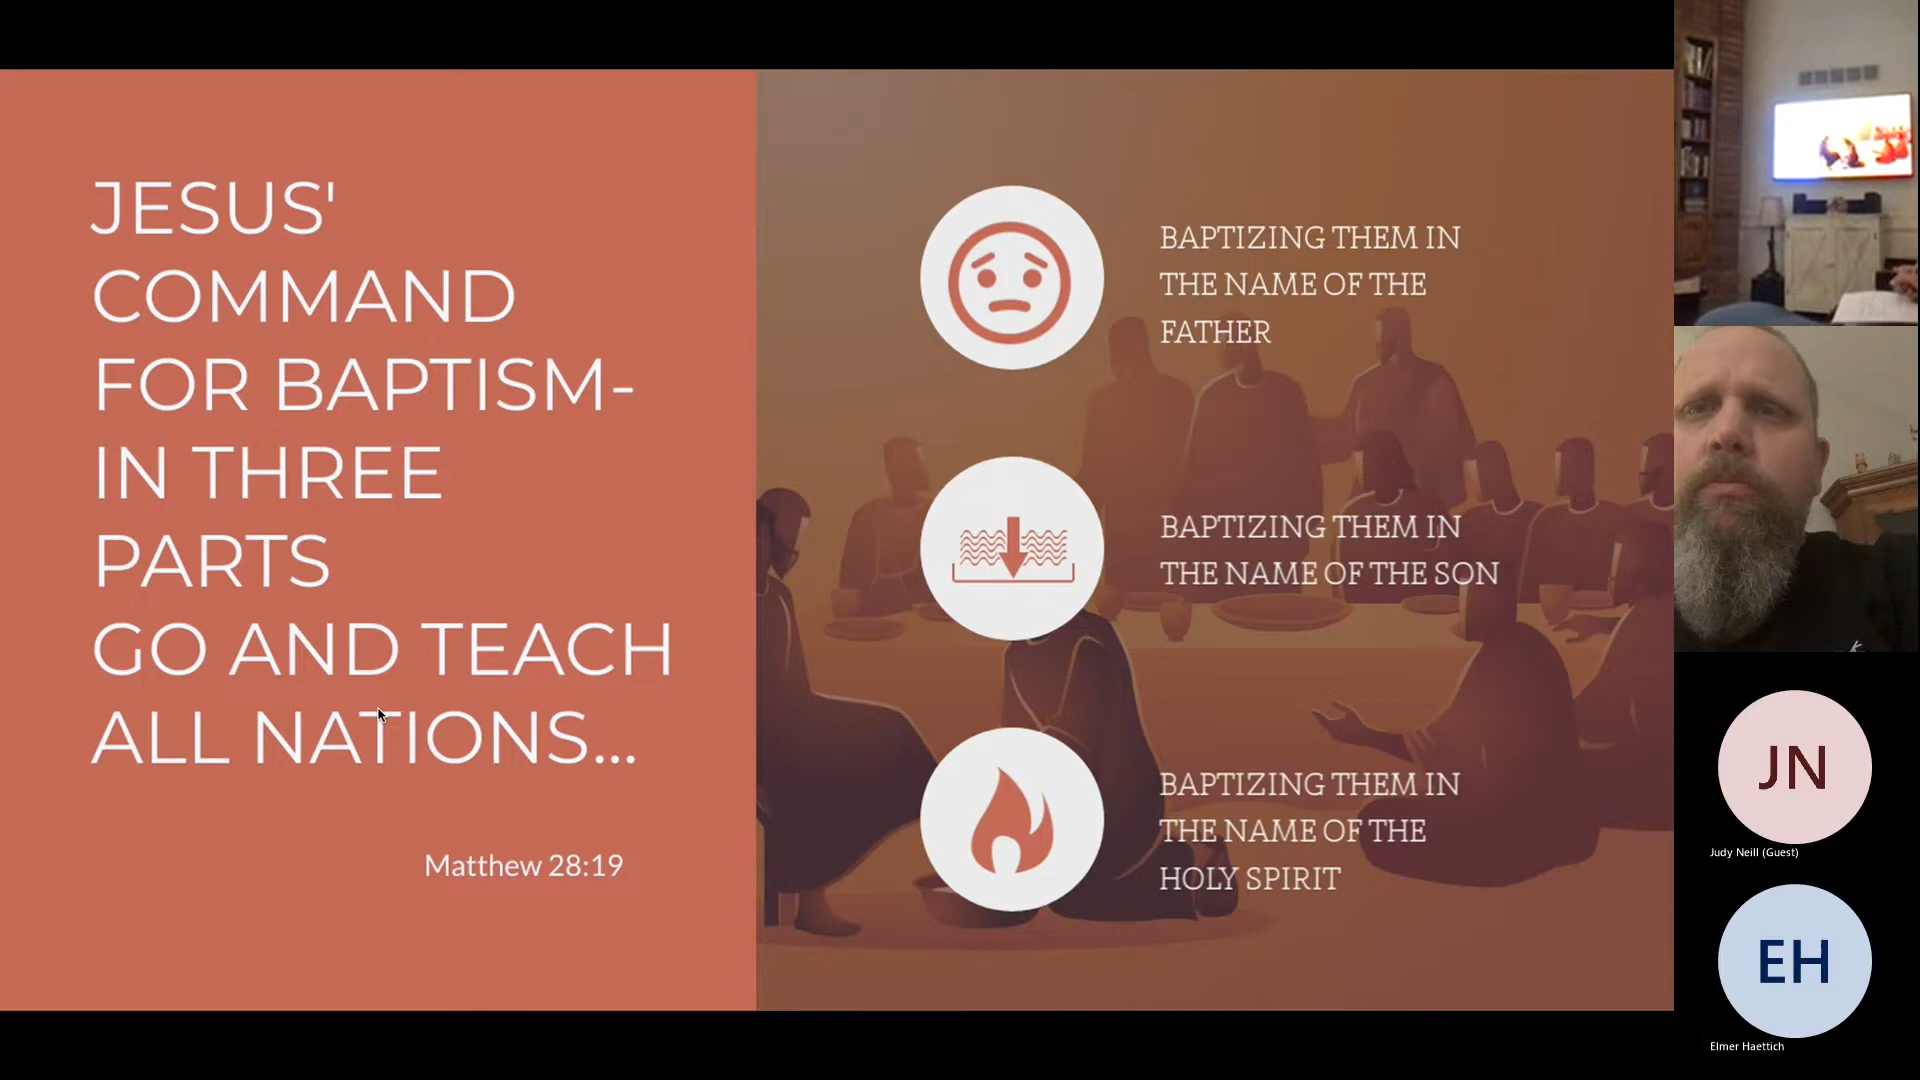 JESUS'
COMMAND
FOR BAPTISM-
IN THREE
PARTS
GO AND TEACH
ALL NATIONS...
Matthew 28:19
BAPTIZING THEM IN
THE NAME OF THE
FATHER
BAPTIZING THEM IN
THE NAME OF THE SON
BAPTIZING THEM IN
THE NAME OF THE
HOLY SPIRIT
JN
Judy Neill (Guest)
EH
Elmer Haettich